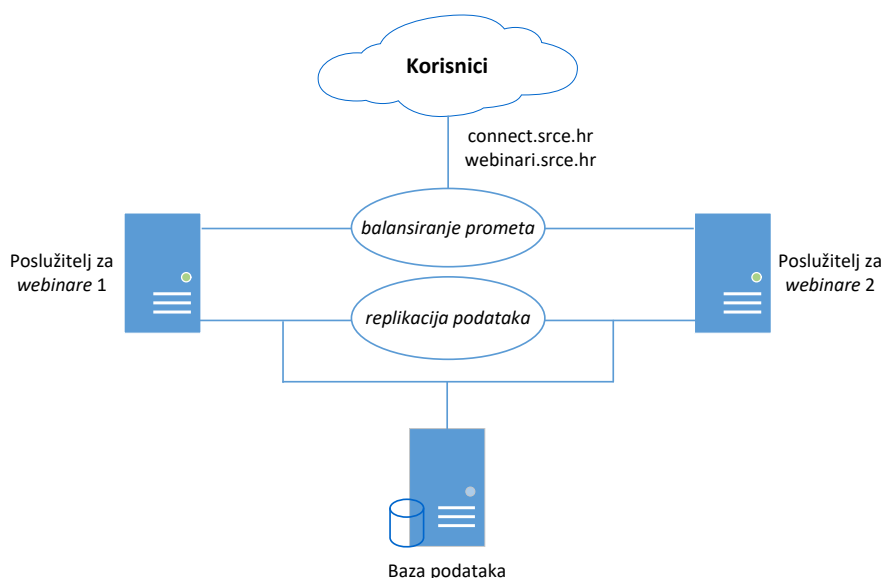 Korisnici
connect.srce.hr
webinari.srce.hr
balansiranje prometa
Poslužitelj za
webinare 1
Poslužitelj za
webinare 2
replikacija podataka
Baza podataka